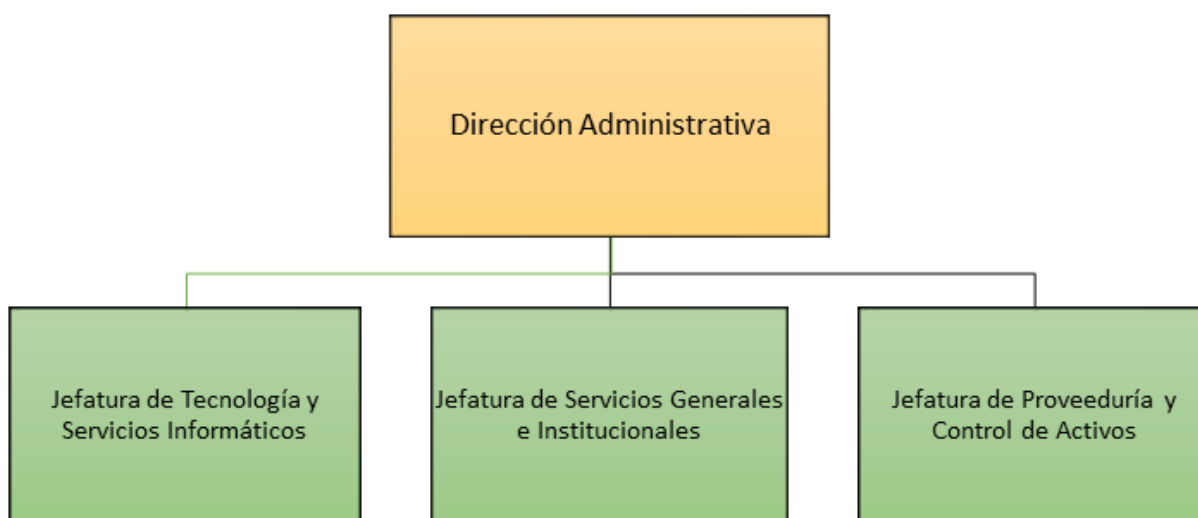 Dirección Administrativa
Jefatura de Tecnología y
Servicios Informáticos
Jefatura de Servicios Generales
e Institucionales
Jefatura de Proveeduría y
Control de Activos